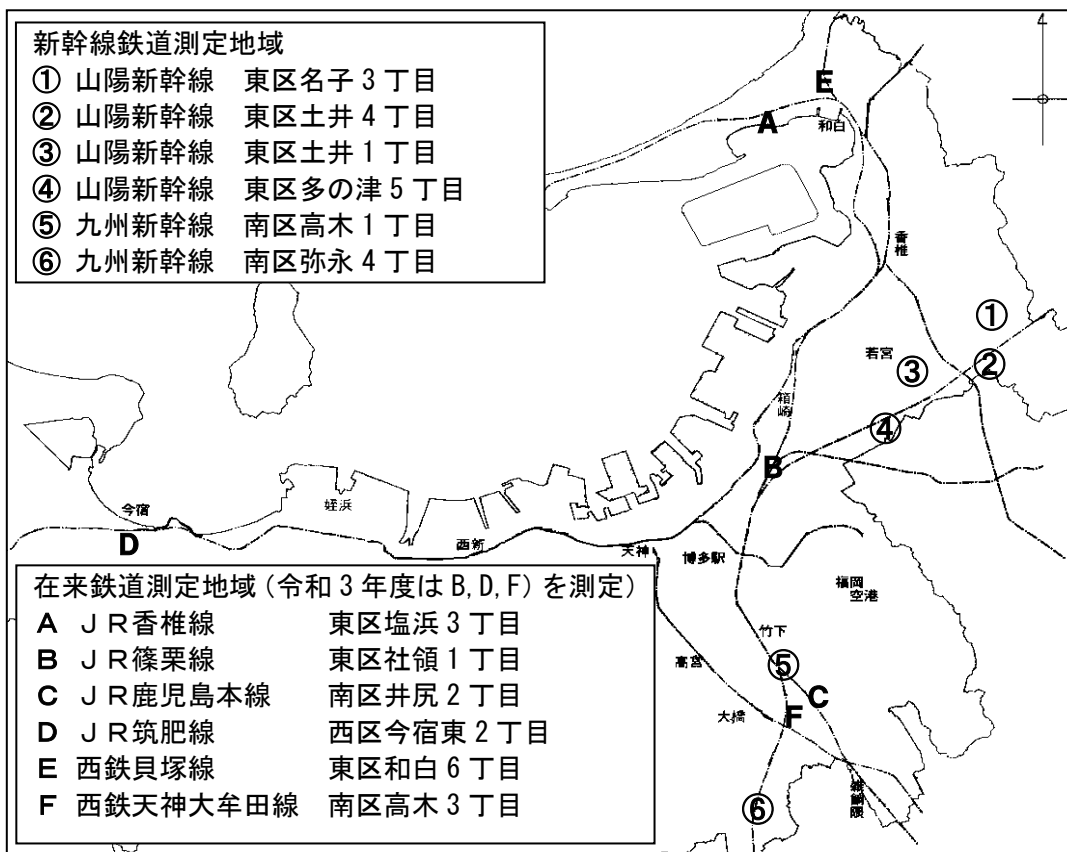 新幹線鉄道測定地域
① 山陽新幹線 東区名子3丁目
② 山陽新幹線 東区土井4丁目
③ 山陽新幹線 東区土井1丁目
④ 山陽新幹線 東区多の津5丁目
⑤ 九州新幹線 南区高木1丁目
⑥ 九州新幹線 南区弥永4丁目
4
E
A
和白
香椎
①
若宮
③
②
箱崎
④
B
今宿
D
姪浜
西新
天神
博多駅
福岡空港
竹下
高宮
⑤
C
大橋
F
雑餉隈
⑥
在来鉄道測定地域(令和3年度はB,D,F)を測定)
A JR香椎線 東区塩浜3丁目
B JR篠栗線 東区社領1丁目
C JR鹿児島本線 南区井尻2丁目
D JR筑肥線 西区今宿東2丁目
E 西鉄貝塚線 東区和白6丁目
F 西鉄天神大牟田線 南区高木3丁目